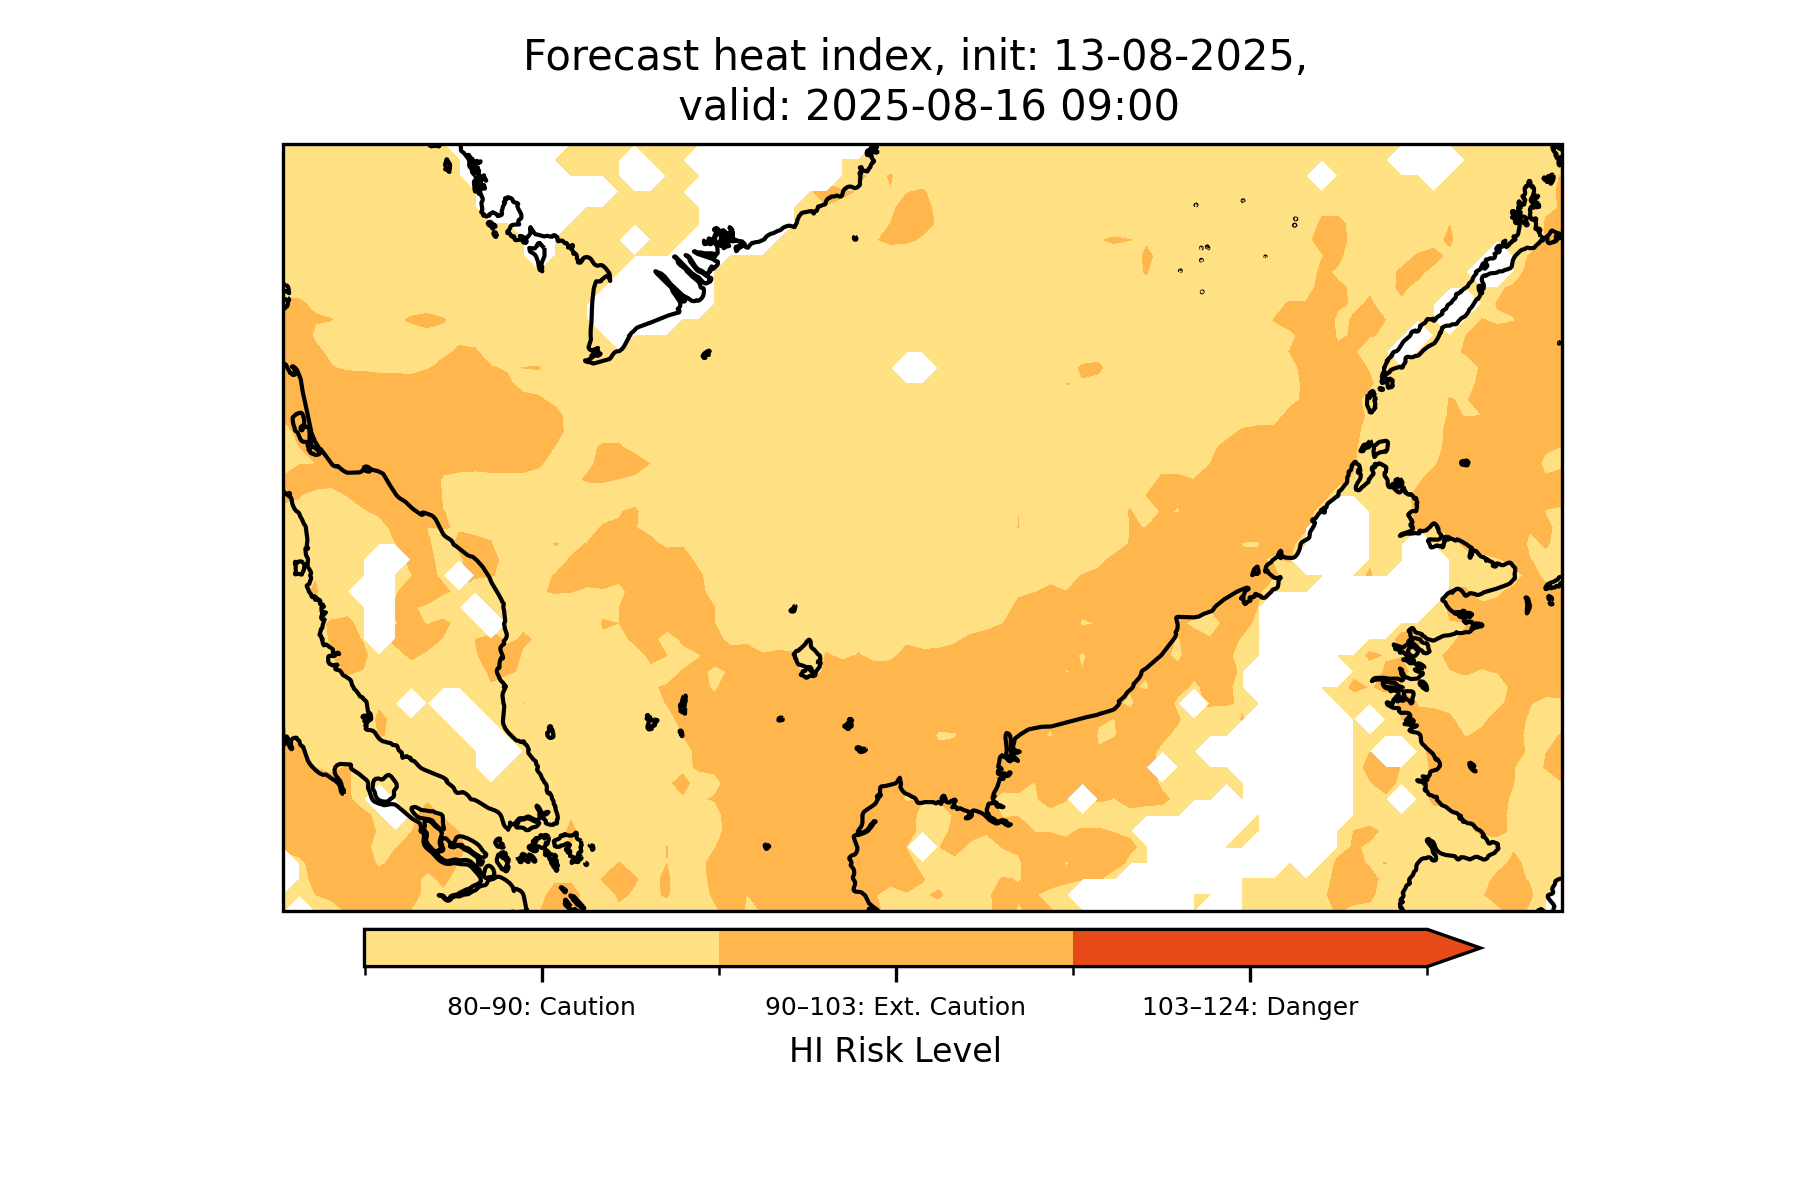 Forecast heat index, init: 13-08-2025,
valid: 2025-08-16 09:00
80–90: Caution
90–103: Ext. Caution
103–124: Danger
HI Risk Level